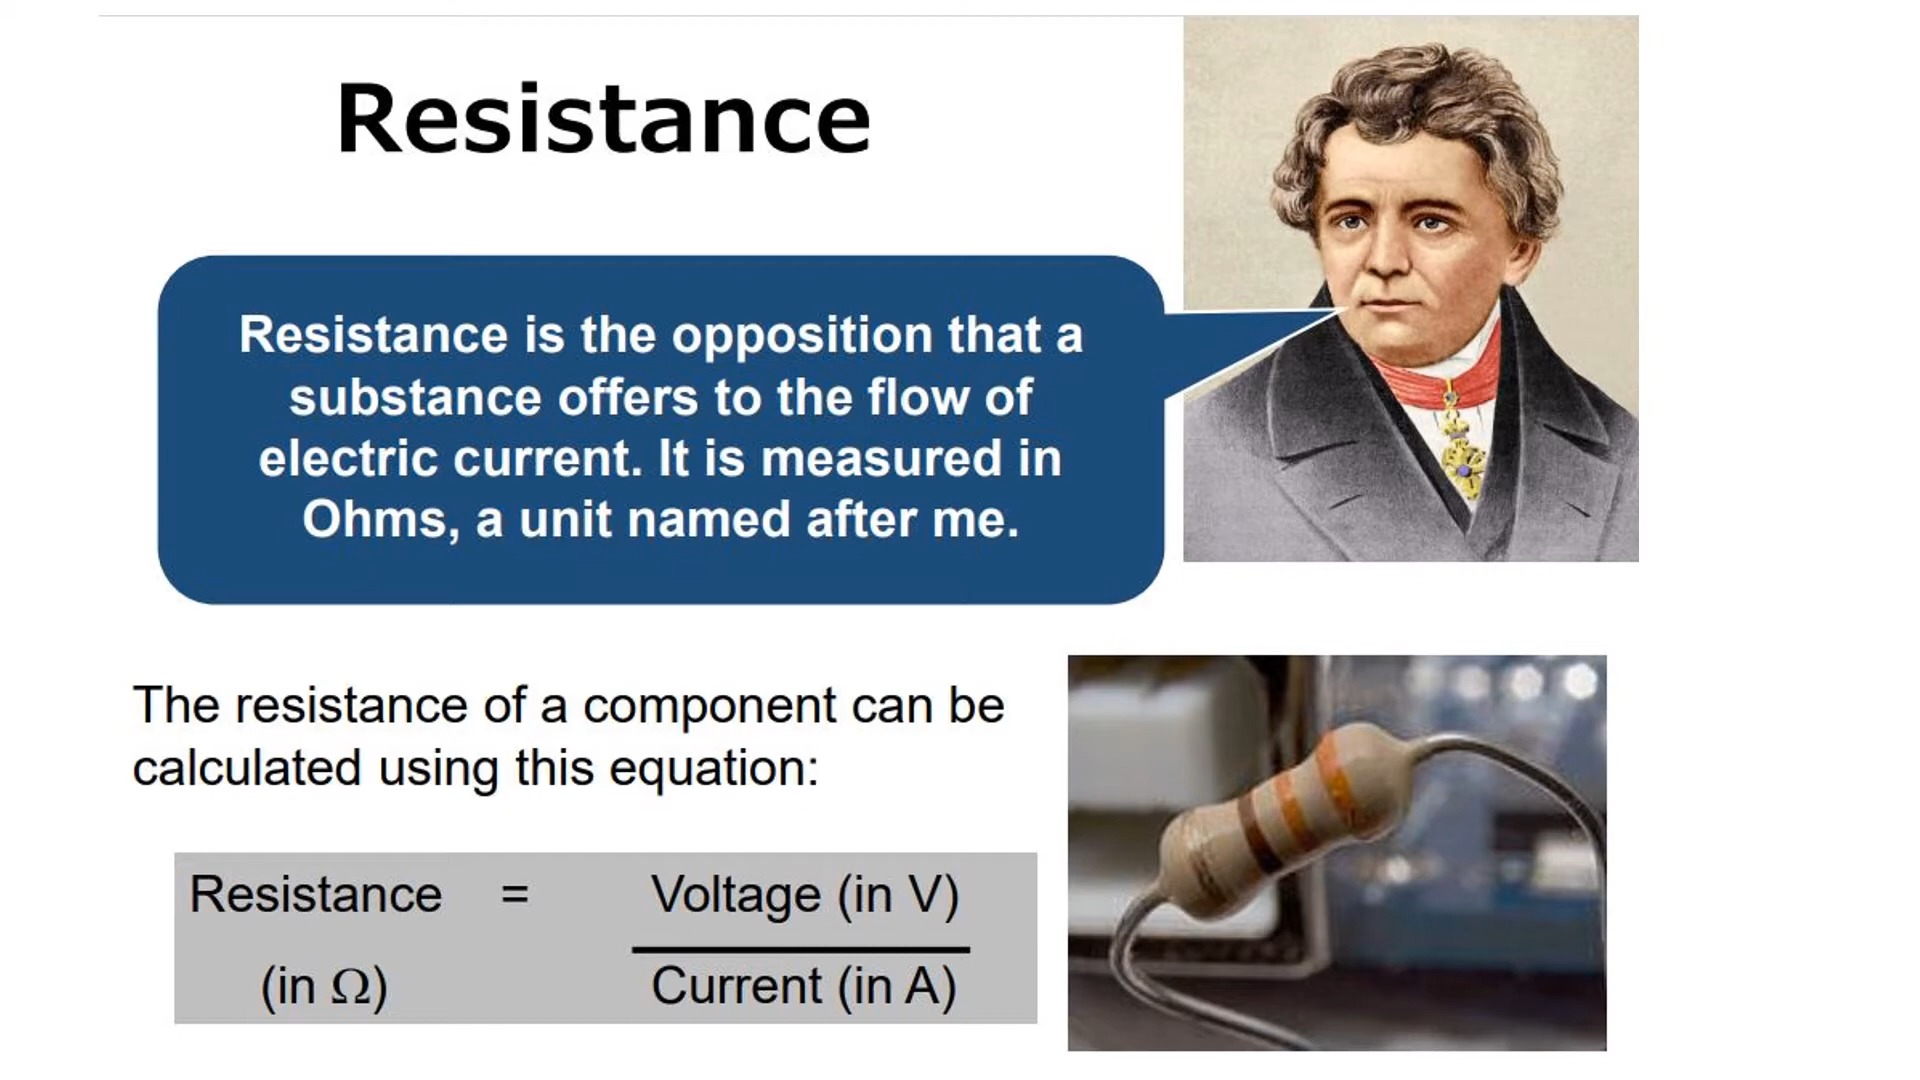 Resistance
Resistance is the opposition that a
substance offers to the flow of
electric current. It is measured in
Ohms, a unit named after me.
The resistance of a component can be
calculated using this equation:
Resistance = Voltage (in V)
(in Ω) Current (in A)